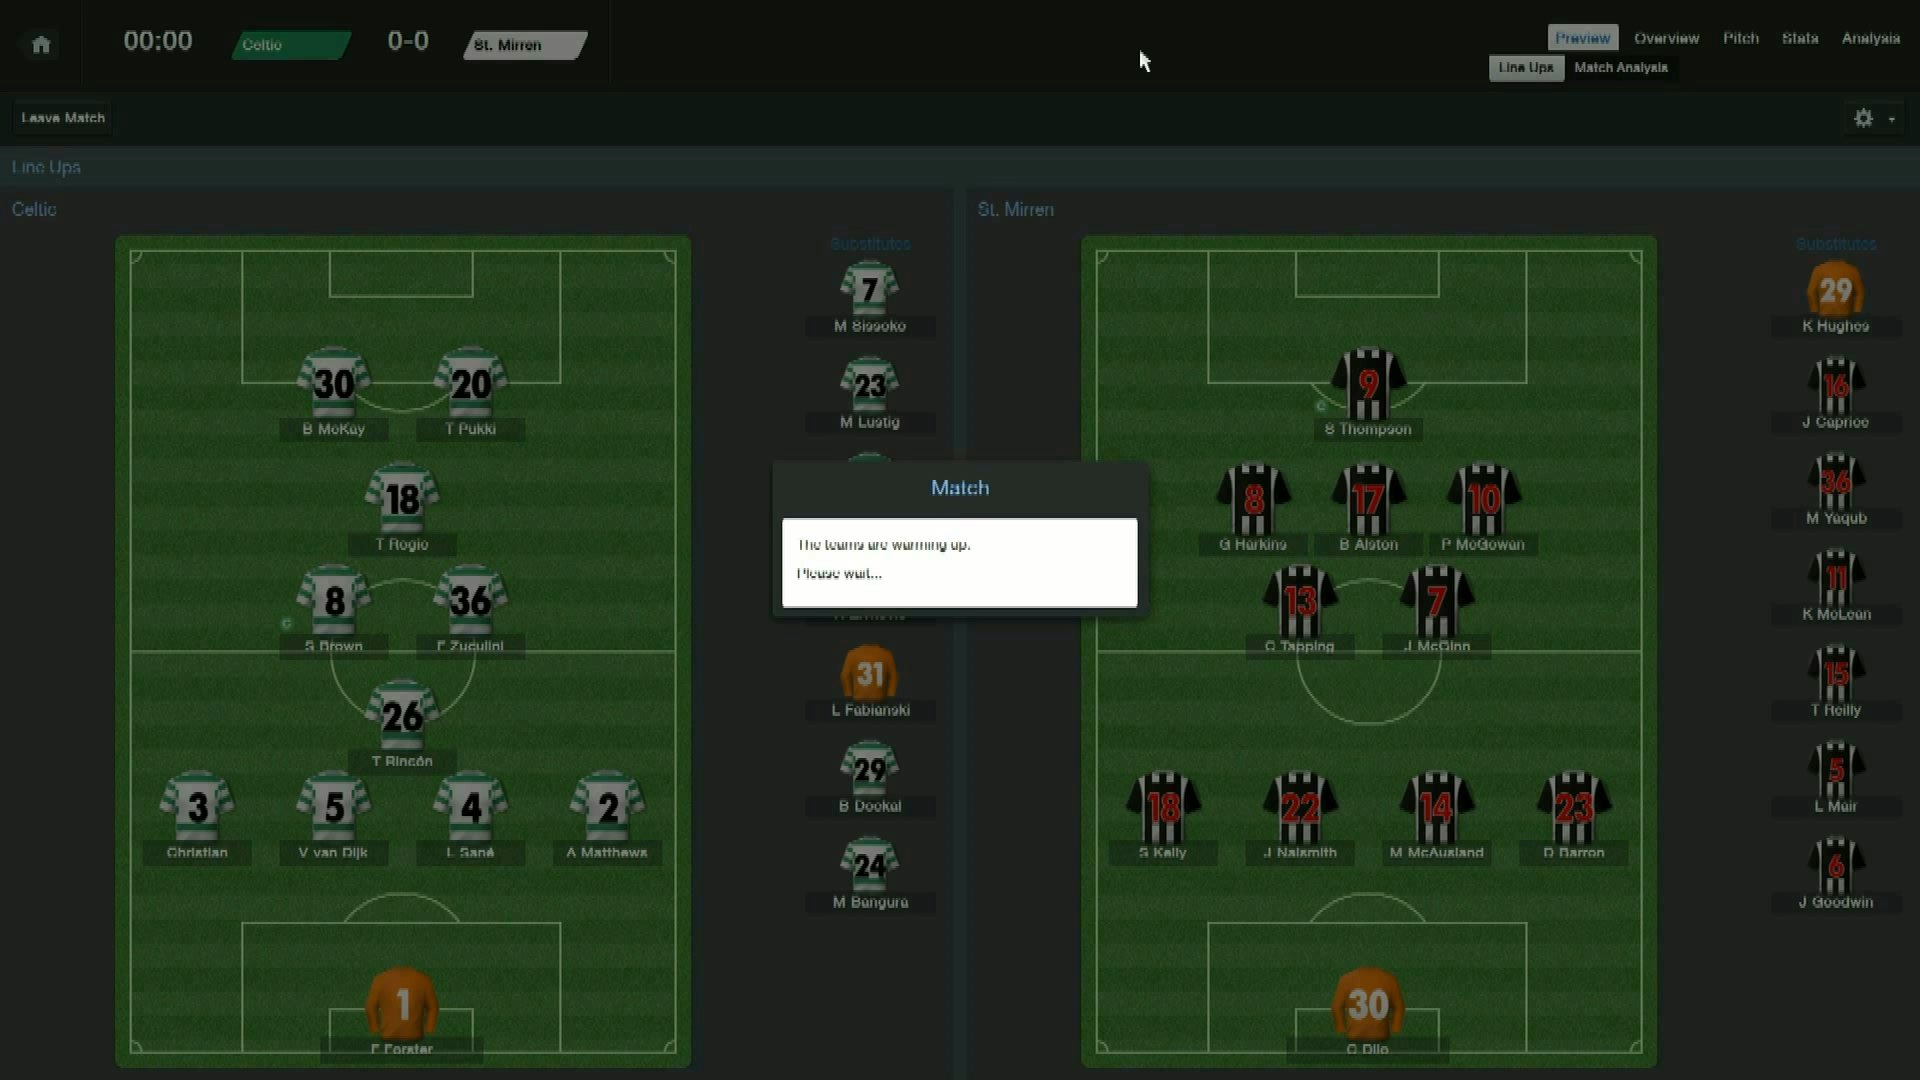 00:00 Celtic 0-0 St. Mirren
Preview Overview Pitch Stats Analysis
Line Ups Match Analysis
Leave Match
Line Ups
Celtic
Substitutes
30 B McKay
20 T Pukki
18 T Rogic
8 S Brown
C
36 F Zuculini
26 T Rincón
3 Christian
5 V van Dijk
4 L Sané
2 A Matthews
1 F Forster
7 M Sissoko
23 M Lustig
31 L Fabianski
29 B Dockal
24 M Bangura
Match
The teams are warming up.
Please wait...
St. Mirren
Substitutes
9 S Thompson
C
8 G Harkins
17 B Alston
10 P McGowan
13 C Tapping
7 J McGinn
18 S Kelly
22 J Naismith
14 M McAusland
23 D Barron
30 C Dilo
29 K Hughes
16 J Caprice
36 M Yaqub
11 K McLean
15 T Reilly
5 L Muir
6 J Goodwin